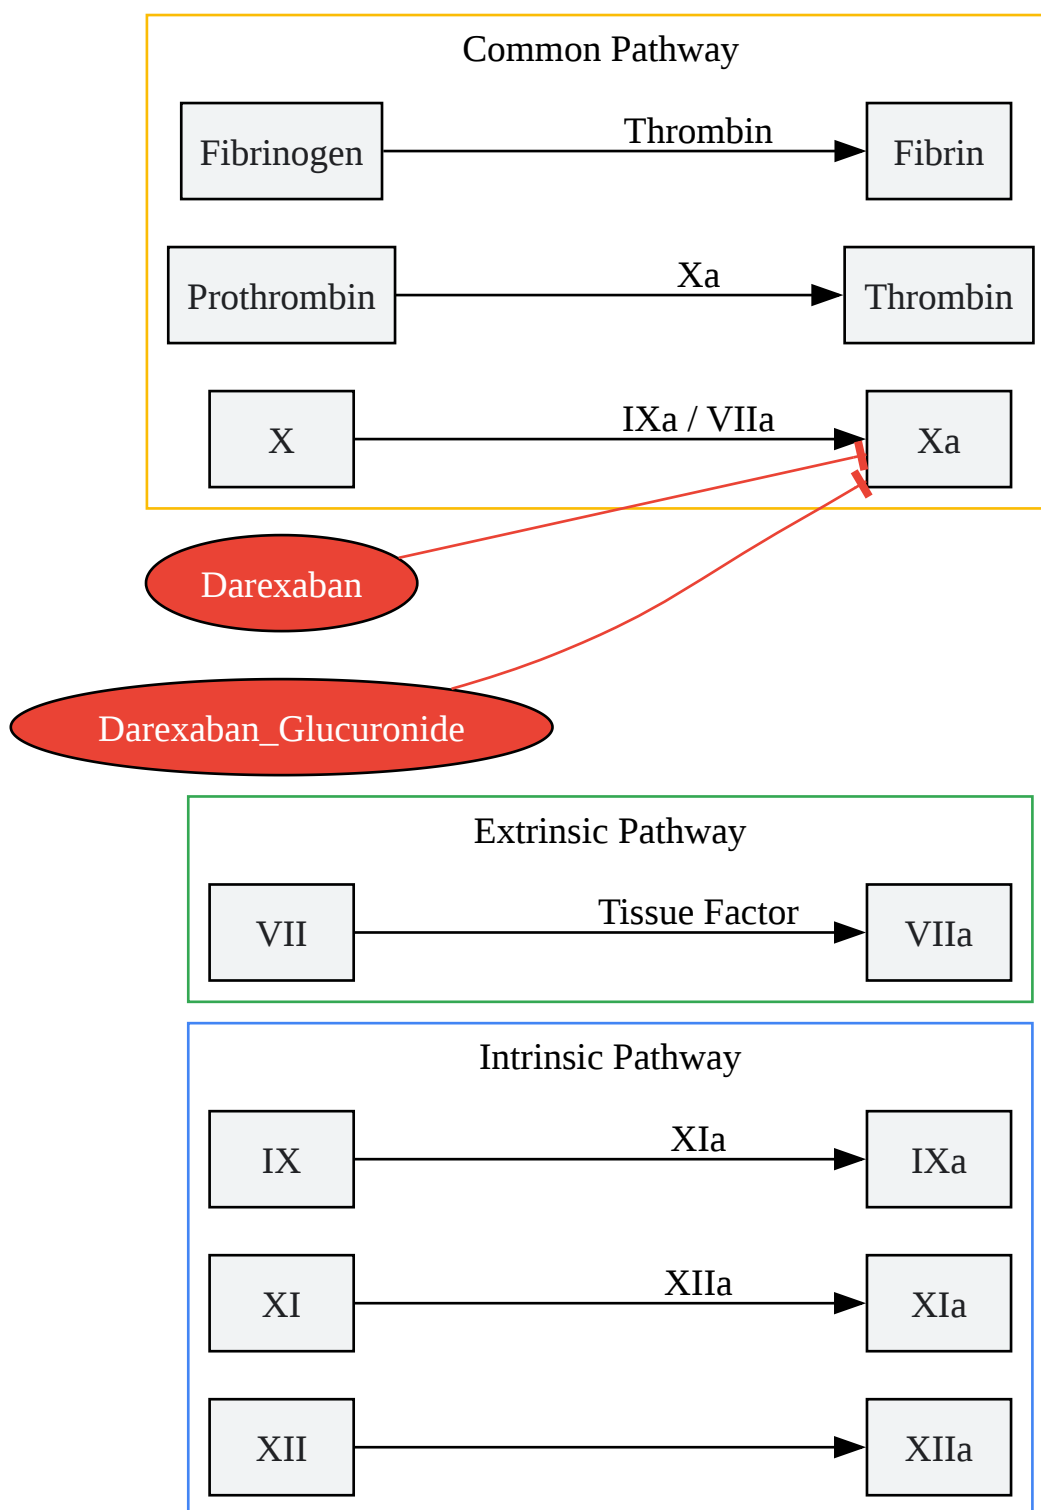 Common Pathway
Fibrinogen
Thrombin
Fibrin
Prothrombin
Xa
Thrombin
X
IXa / VIIa
Xa
Darexaban
Darexaban_Glucuronide
Extrinsic Pathway
VII
Tissue Factor
VIIa
Intrinsic Pathway
IX
XIa
IXa
XI
XIIa
XIa
XII
XIIa